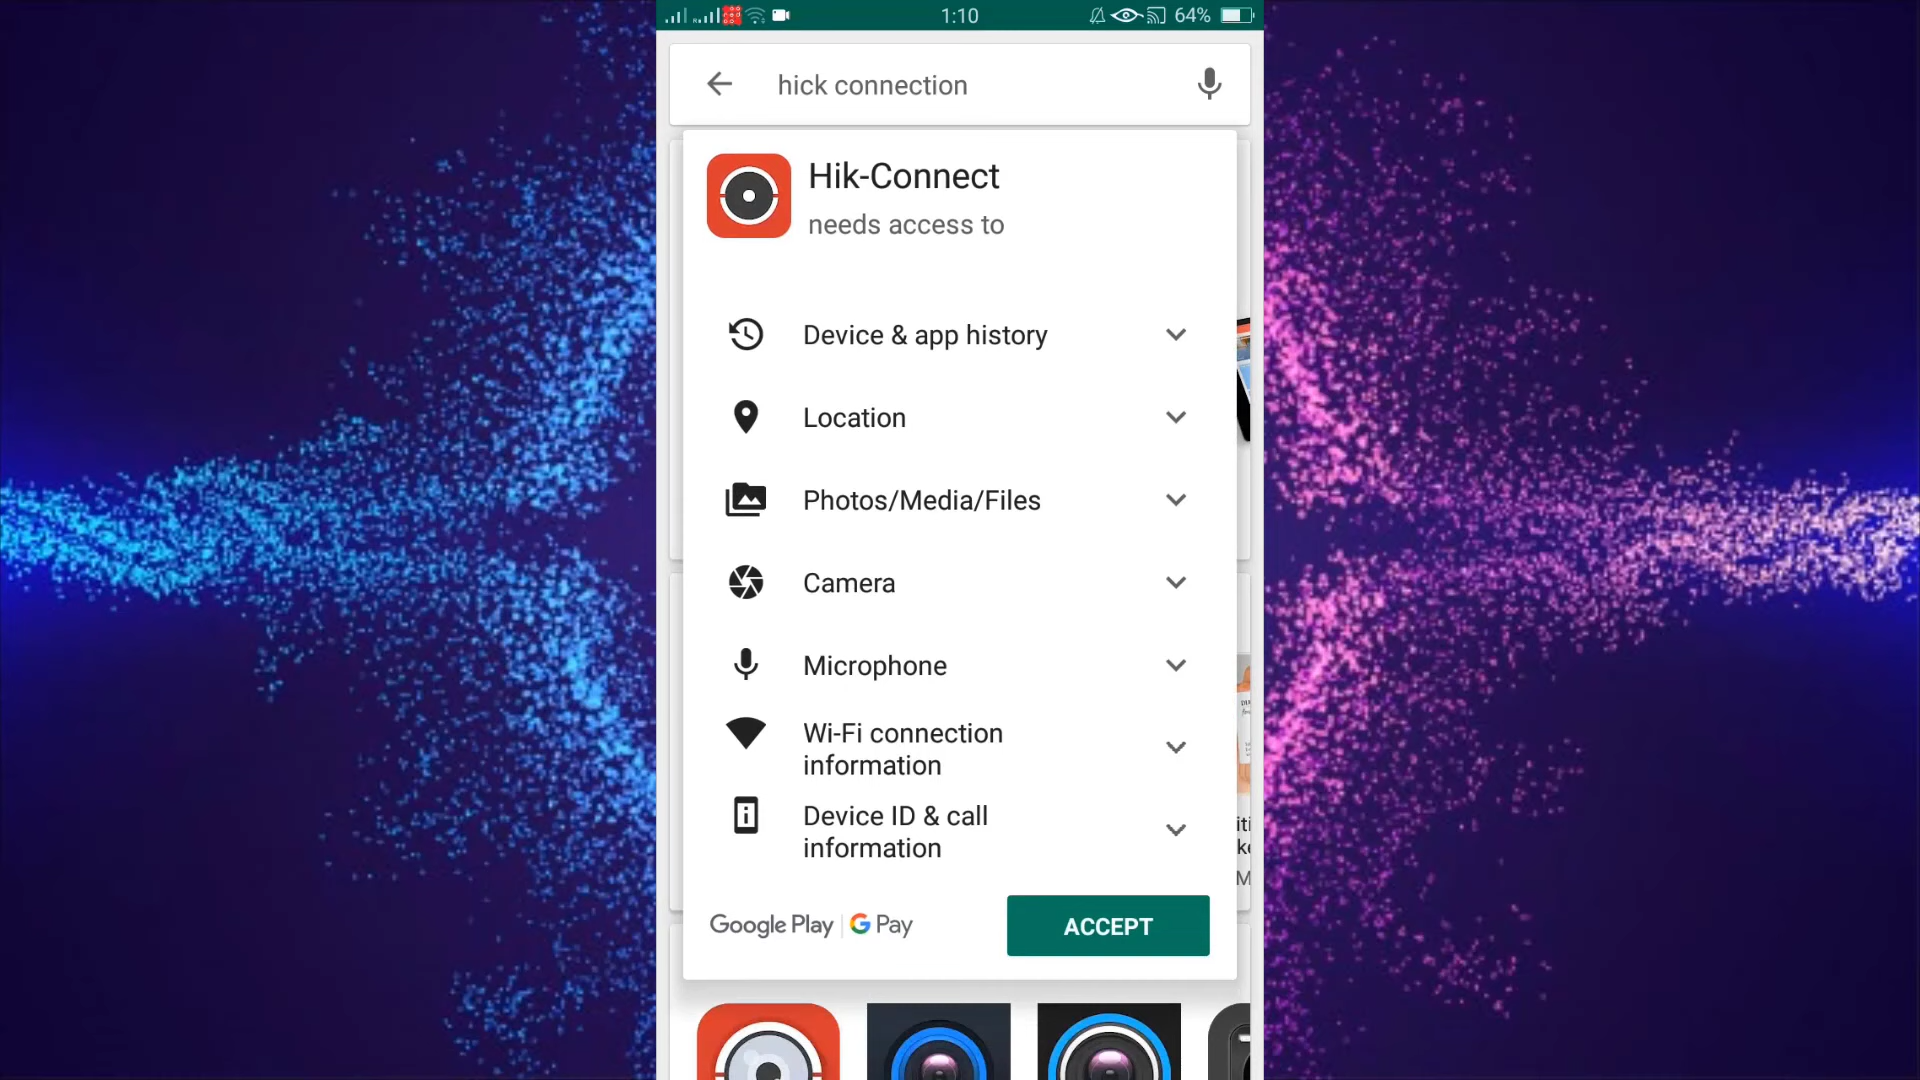 1:10
64%
hick connection
Hik-Connect
needs access to
Device & app history
Location
Photos/Media/Files
Camera
Microphone
Wi-Fi connection
information
Device ID & call
information
Google Play | G Pay
ACCEPT